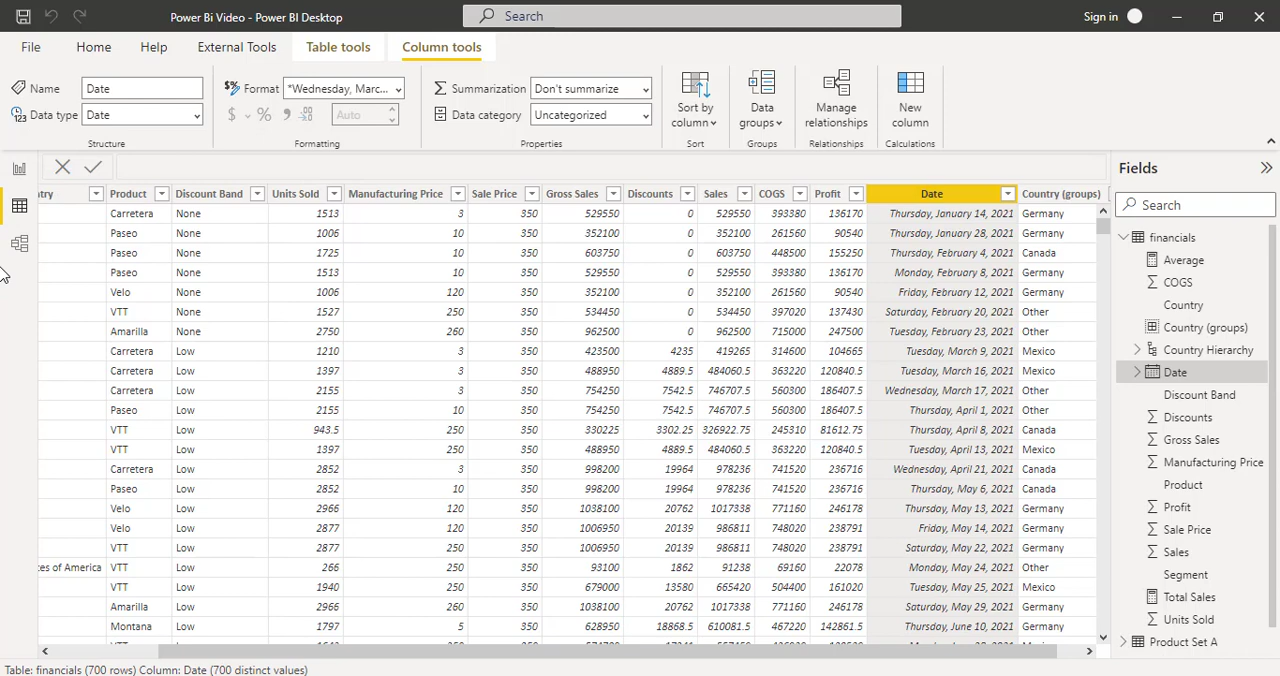 Power Bi Video - Power BI Desktop Search Sign in
File Home Help External Tools Table tools Column tools
Name Date Format *Wednesday, Marc... Summarization Don't summarize Sort by column Data groups Manage relationships New column
Data type Date $ % 9 Auto Data category Uncategorized
Structure Formatting Properties Sort Groups Relationships Calculations
Fields
Search
ntry Product Discount Band Units Sold Manufacturing Price Sale Price Gross Sales Discounts Sales COGS Profit Date Country (groups)
Carretera None 1513 3 350 529550 0 529550 393380 136170 Thursday, January 14, 2021 Germany
Paseo None 1006 10 350 352100 0 352100 261560 90540 Thursday, January 28, 2021 Germany
Paseo None 1725 10 350 603750 0 603750 448500 155250 Thursday, February 4, 2021 Canada
Paseo None 1513 10 350 529550 0 529550 393380 136170 Monday, February 8, 2021 Germany
Velo None 1006 120 350 352100 0 352100 261560 90540 Friday, February 12, 2021 Germany
VTT None 1527 250 350 534450 0 534450 397020 137430 Saturday, February 20, 2021 Other
Amarilla None 2750 260 350 962500 0 962500 715000 247500 Tuesday, February 23, 2021 Other
Carretera Low 1210 3 350 423500 4235 419265 314600 104665 Tuesday, March 9, 2021 Mexico
Carretera Low 1397 3 350 488950 4889.5 484060.5 363220 120840.5 Tuesday, March 16, 2021 Mexico
Carretera Low 2155 3 350 754250 7542.5 746707.5 560300 186407.5 Wednesday, March 17, 2021 Other
Paseo Low 2155 10 350 754250 7542.5 746707.5 560300 186407.5 Thursday, April 1, 2021 Other
VTT Low 943.5 250 350 330225 3302.25 326922.75 245310 81612.75 Thursday, April 8, 2021 Canada
VTT Low 1397 250 350 488950 4889.5 484060.5 363220 120840.5 Tuesday, April 13, 2021 Mexico
Carretera Low 2852 3 350 998200 19964 978236 741520 236716 Wednesday, April 21, 2021 Canada
Paseo Low 2852 10 350 998200 19964 978236 741520 236716 Thursday, May 6, 2021 Canada
Velo Low 2966 120 350 1038100 20762 1017338 771160 246178 Thursday, May 13, 2021 Germany
Velo Low 2877 120 350 1006950 20139 986811 748020 238791 Friday, May 14, 2021 Germany
VTT Low 2877 250 350 1006950 20139 986811 748020 238791 Saturday, May 22, 2021 Germany
es of America VTT Low 266 250 350 93100 1862 91238 69160 22078 Monday, May 24, 2021 Other
VTT Low 1940 250 350 679000 13580 665420 504400 161020 Tuesday, May 25, 2021 Mexico
Amarilla Low 2966 260 350 1038100 20762 1017338 771160 246178 Saturday, May 29, 2021 Germany
Montana Low 1797 5 350 628950 18868.5 610081.5 467220 142861.5 Thursday, June 10, 2021 Germany
financials
Average
COGS
Country
Country (groups)
Country Hierarchy
Date
Discount Band
Discounts
Gross Sales
Manufacturing Price
Product
Profit
Sale Price
Sales
Segment
Total Sales
Units Sold
Product Set A
Table: financials (700 rows) Column: Date (700 distinct values)